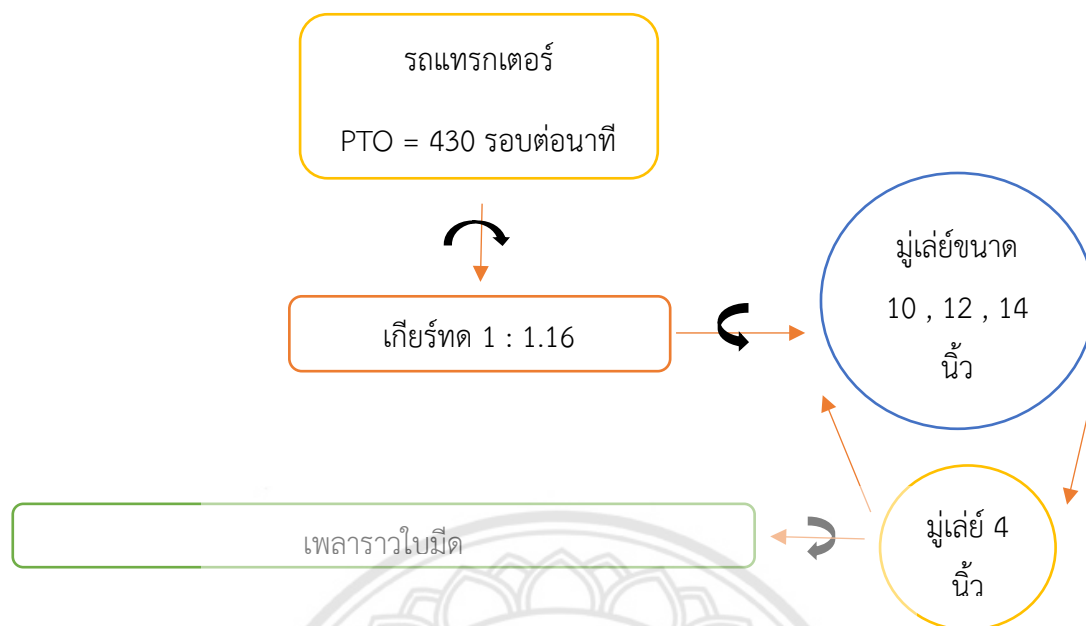 รถแทรกเตอร์
PTO = 430 รอบต่อนาที
เกียร์ทด 1 : 1.16
มู่เล่ย์ขนาด
10 , 12 , 14
นิ้ว
เพลาราวใบมีด
มู่เล่ย์ 4
นิ้ว